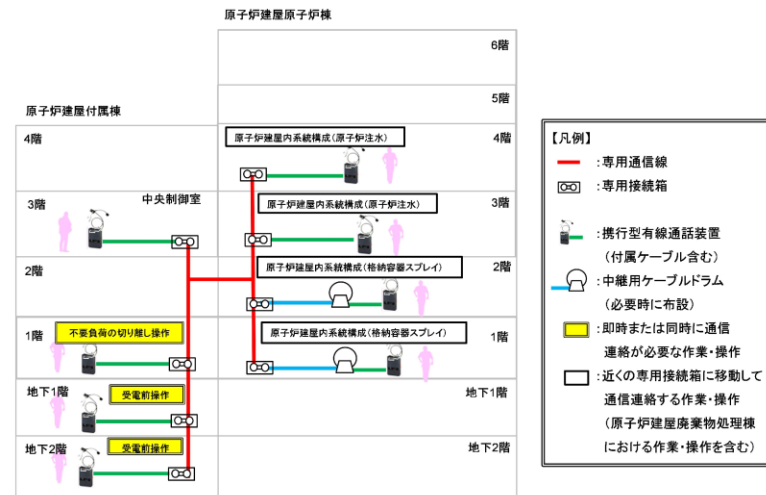 原子炉建屋原子炉棟
6階
5階
原子炉建屋付属棟
4階
原子炉建屋内系統構成(原子炉注水)
4階
3階
中央制御室
原子炉建屋内系統構成(原子炉注水)
3階
2階
原子炉建屋内系統構成(格納容器スプレイ)
2階
1階
不要負荷の切り離し操作
原子炉建屋内系統構成(格納容器スプレイ)
1階
地下1階
受電前操作
地下1階
地下2階
受電前操作
地下2階
【凡例】
:専用通信線
:専用接続箱
:携行型有線通話装置
(付属ケーブル含む)
:中継用ケーブルドラム
(必要時に布設)
:即時または同時に通信
連絡が必要な作業・操作
:近くの専用接続箱に移動して
通信連絡する作業・操作
(原子炉建屋廃棄物処理棟
における作業・操作を含む)